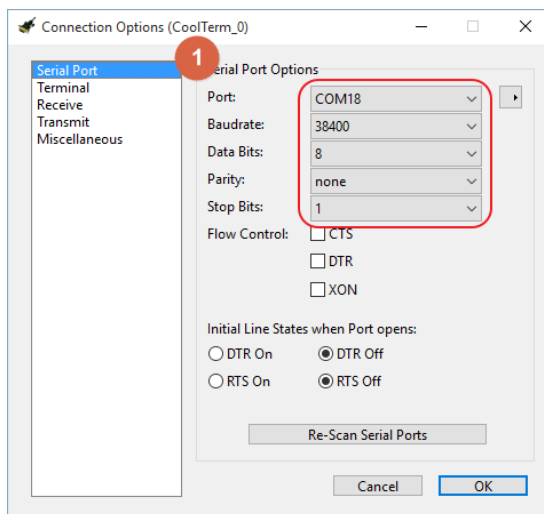 Connection Options (CoolTerm_0)
1
Serial Port
Terminal
Receive
Transmit
Miscellaneous
Serial Port Options
Port: COM18
Baudrate: 38400
Data Bits: 8
Parity: none
Stop Bits: 1
Flow Control: CTS
DTR
XON
Initial Line States when Port opens:
DTR On DTR Off
RTS On RTS Off
Re-Scan Serial Ports
Cancel OK